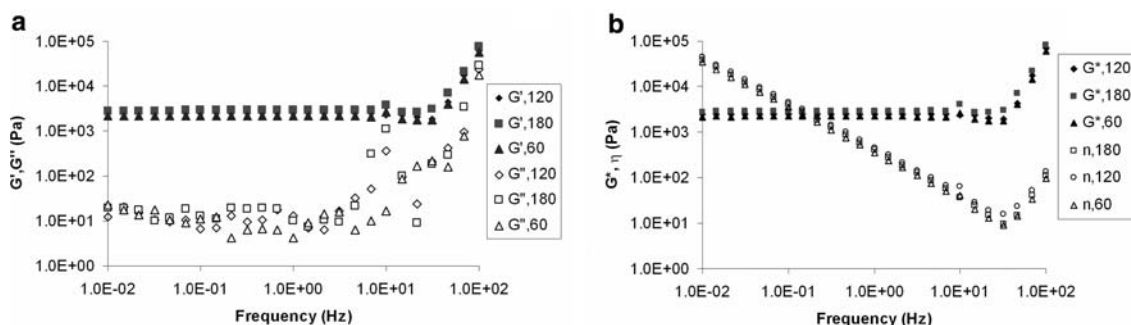 a
G',G'' (Pa)
1.0E+05
1.0E+04
1.0E+03
1.0E+02
1.0E+01
1.0E+00
1.0E-02
1.0E-01
1.0E+00
1.0E+01
1.0E+02
Frequency (Hz)
G',120
G',180
G',60
G'',120
G'',180
G'',60
b
G*, η (Pa)
1.0E+05
1.0E+04
1.0E+03
1.0E+02
1.0E+01
1.0E+00
1.0E-02
1.0E-01
1.0E+00
1.0E+01
1.0E+02
Frequency (Hz)
G*,120
G*,180
G*,60
n,180
n,120
n,60